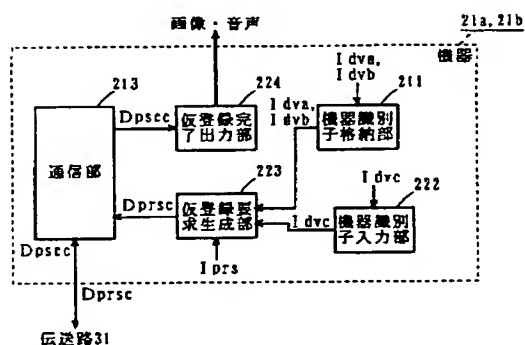 画像・音声
21a, 21b
機器
213
224
I dva,
I dvb
211
Dpscc
仮登録完
了出力部
I dva,
I dvb
機器識別
子格納部
通信部
223
222
Dprsc
仮登録要
求生成部
I dvc
I dvc
機器識別
子入力部
Dpscc
Dprsc
I prs
伝送路31